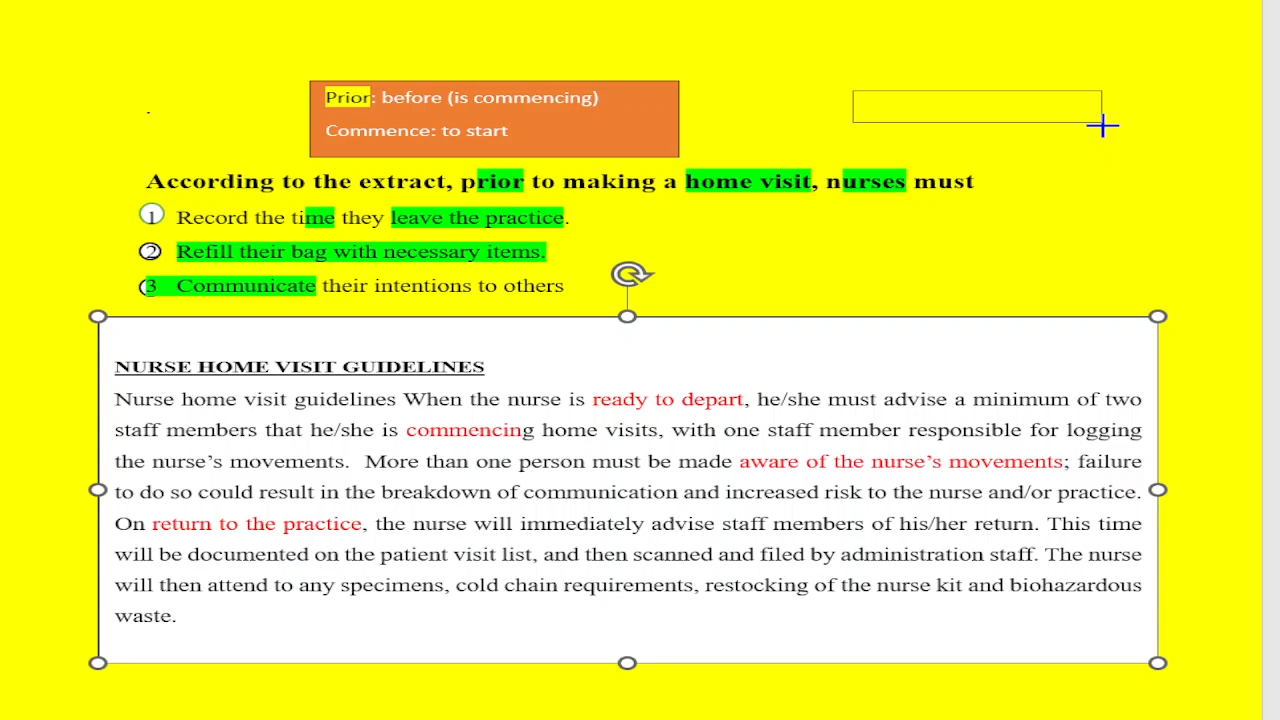 Prior: before (is commencing)
Commence: to start
According to the extract, prior to making a home visit, nurses must
1 Record the time they leave the practice.
2 Refill their bag with necessary items.
3 Communicate their intentions to others
NURSE HOME VISIT GUIDELINES
Nurse home visit guidelines When the nurse is ready to depart, he/she must advise a minimum of two
staff members that he/she is commencing home visits, with one staff member responsible for logging
the nurse's movements. More than one person must be made aware of the nurse's movements; failure
to do so could result in the breakdown of communication and increased risk to the nurse and/or practice.
On return to the practice, the nurse will immediately advise staff members of his/her return. This time
will be documented on the patient visit list, and then scanned and filed by administration staff. The nurse
will then attend to any specimens, cold chain requirements, restocking of the nurse kit and biohazardous
waste.